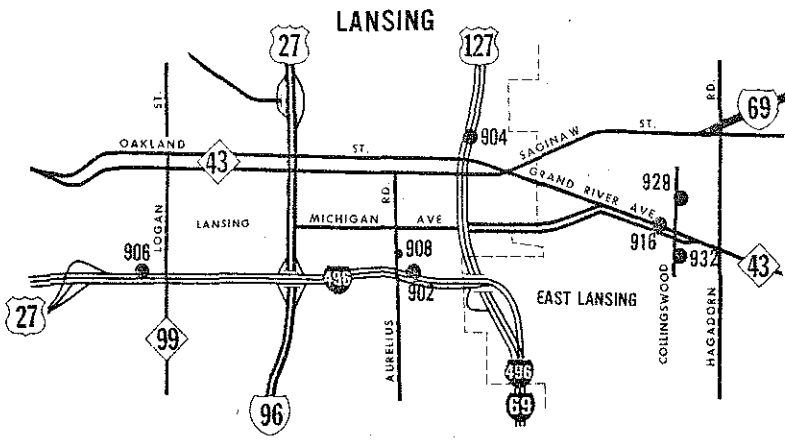 LANSING
27
127
69
ST.
RD.
904
OAKLAND
ST.
43
SAGINAW
ST.
GRAND RIVER AVE
928
RD.
LANSING
MICHIGAN AVE
LOGAN
906
908
916
932
43
496
902
27
EAST LANSING
99
AURELIUS
COLLINGSWOOD
HAGADORN
496
96
69